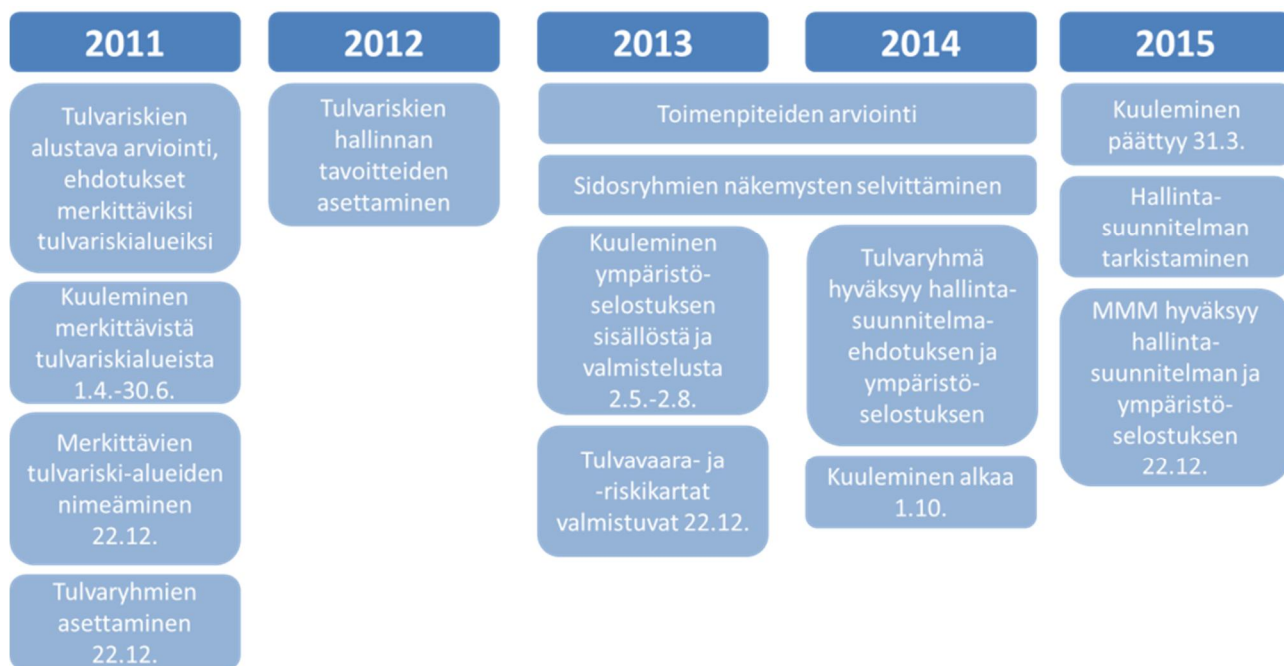 2011
Tulvariskien
alustava arviointi,
ehdotukset
merkittäviksi
tulvariskialueiksi
Kuuleminen
merkittävistä
tulvariskialueista
1.4.-30.6.
Merkittävien
tulvariski-alueiden
nimeäminen
22.12.
Tulvaryhmien
asettaminen
22.12.
2012
Tulvariskien
hallinnan
tavoitteiden
asettaminen
2013
2014
Toimenpiteiden arviointi
Sidosryhmien näkemysten selvittäminen
Kuuleminen
ympäristö-
selostuksen
sisällöstä ja
valmistelusta
2.5.-2.8.
Tulvavaara- ja
-riskikartat
valmistuvat 22.12.
Tulvaryhmä
hyväksyy hallinta-
suunnitelma-
ehdotuksen ja
ympäristö-
selostuksen
Kuuleminen alkaa
1.10.
2015
Kuuleminen
päättyy 31.3.
Hallinta-
suunnitelman
tarkistaminen
MMM hyväksyy
hallinta-
suunnitelman ja
ympäristö-
selostuksen
22.12.